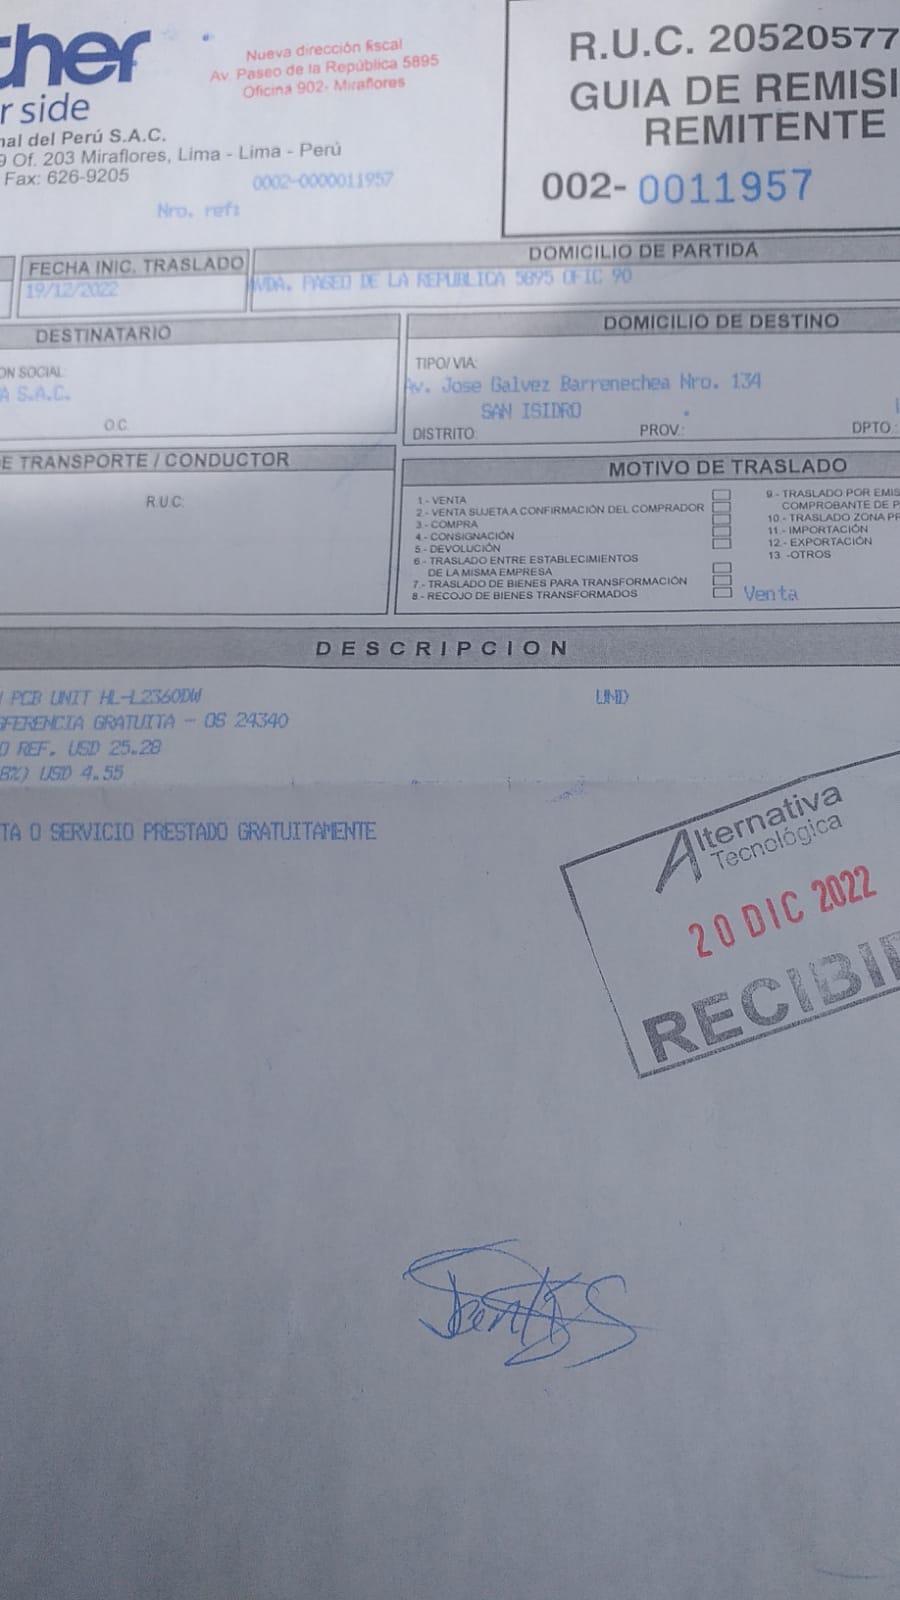 ther
r side
Nueva dirección fiscal
Av. Paseo de la República 5895
Oficina 902- Miraflores
nal del Perú S.A.C.
9 Of. 203 Miraflores, Lima - Lima - Perú
Fax: 626-9205
0002-0000011957
Nro. ref:
R.U.C. 20520577
GUIA DE REMISI
REMITENTE
002- 0011957
FECHA INIC. TRASLADO
19/12/2022
DOMICILIO DE PARTIDA
AVDA. PASEO DE LA REPUBLICA 5895 OFIC 90
DESTINATARIO
ON SOCIAL:
A S.A.C.
O.C.
DOMICILIO DE DESTINO
TIPO/VIA:
Av. Jose Galvez Barrenechea Nro. 134
SAN ISIDRO
DISTRITO: PROV.: DPTO.:
E TRANSPORTE / CONDUCTOR
R.U.C.
MOTIVO DE TRASLADO
1.- VENTA
2.- VENTA SUJETA A CONFIRMACIÓN DEL COMPRADOR
3.- COMPRA
4.- CONSIGNACIÓN
5.- DEVOLUCIÓN
6.- TRASLADO ENTRE ESTABLECIMIENTOS
DE LA MISMA EMPRESA
7.- TRASLADO DE BIENES PARA TRANSFORMACIÓN
8.- RECOJO DE BIENES TRANSFORMADOS
9.- TRASLADO POR EMIS
COMPROBANTE DE P
10.- TRASLADO ZONA PR
11.- IMPORTACIÓN
12.- EXPORTACIÓN
13.-OTROS
Venta
DESCRIPCION
PCB UNIT HL-L2360DW UND
SFERENCIA GRATUITA - OS 24340
O REF. USD 25.28
8%) USD 4.55
TA O SERVICIO PRESTADO GRATUITAMENTE
Alternativa
Tecnológica
20 DIC 2022
RECIBI